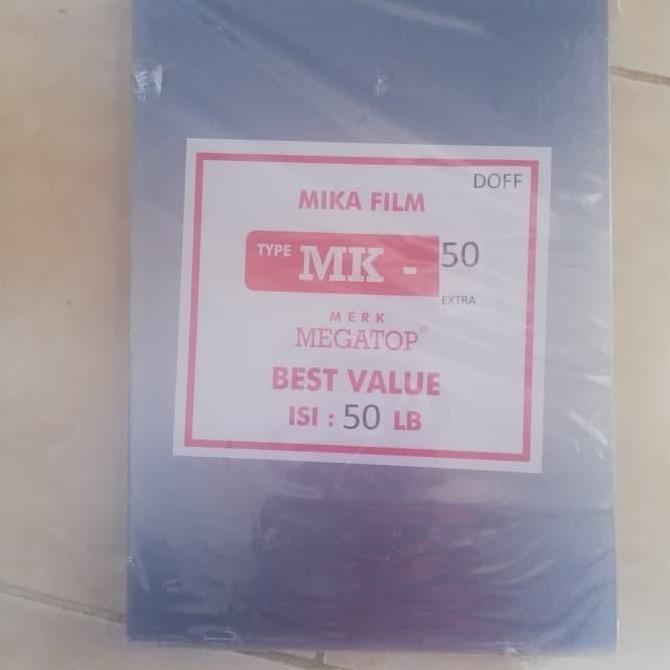 DOFF
MIKA FILM
TYPE MK - 50
EXTRA
MERK
MEGATOP®
BEST VALUE
ISI : 50 LB